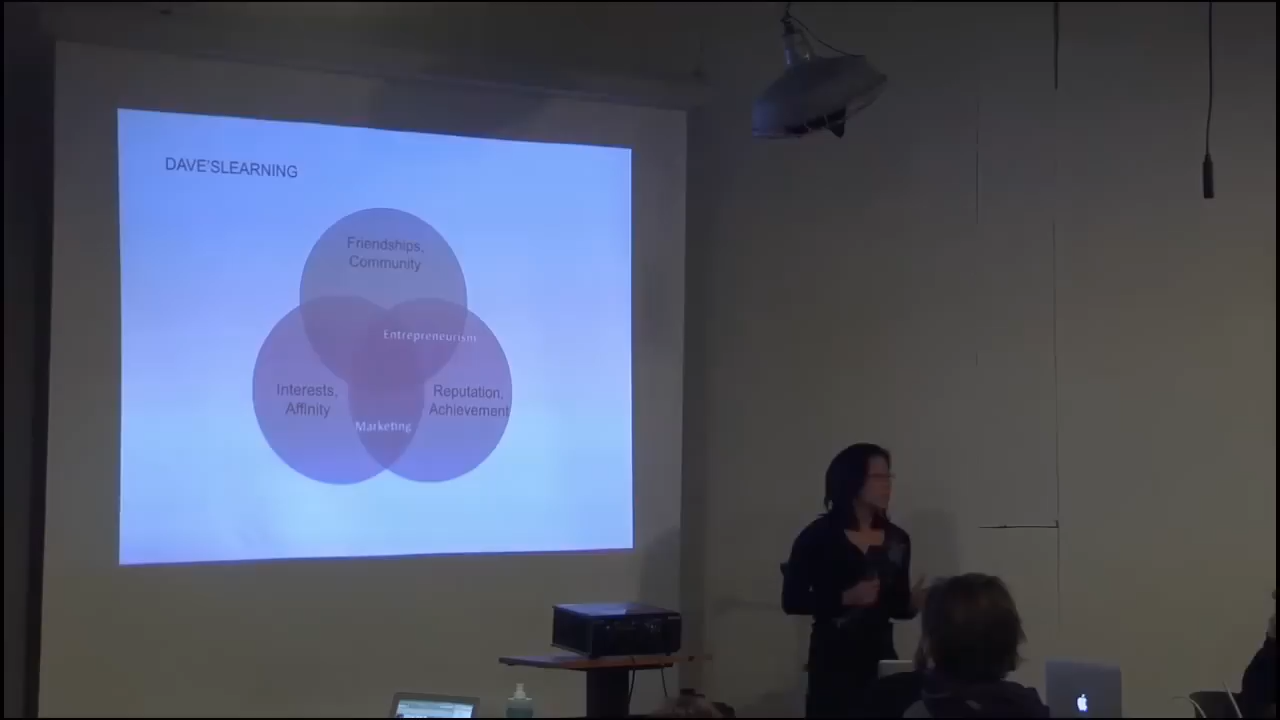 DAVE'SLEARNING
Friendships,
Community
Entrepreneurism
Interests,
Affinity
Reputation,
Achievement
Marketing